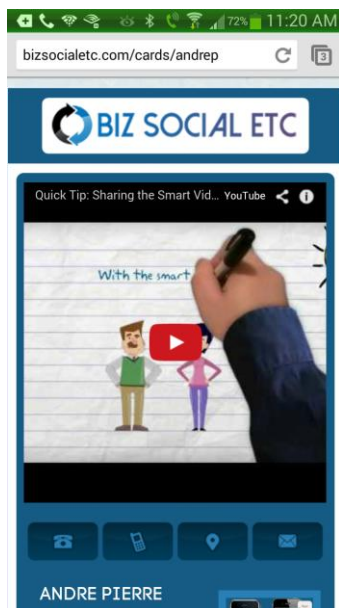 72% 11:20 AM
bizsocialetc.com/cards/andrep
3
BIZ SOCIAL ETC
Quick Tip: Sharing the Smart Vid... YouTube
With the smart
ANDRE PIERRE